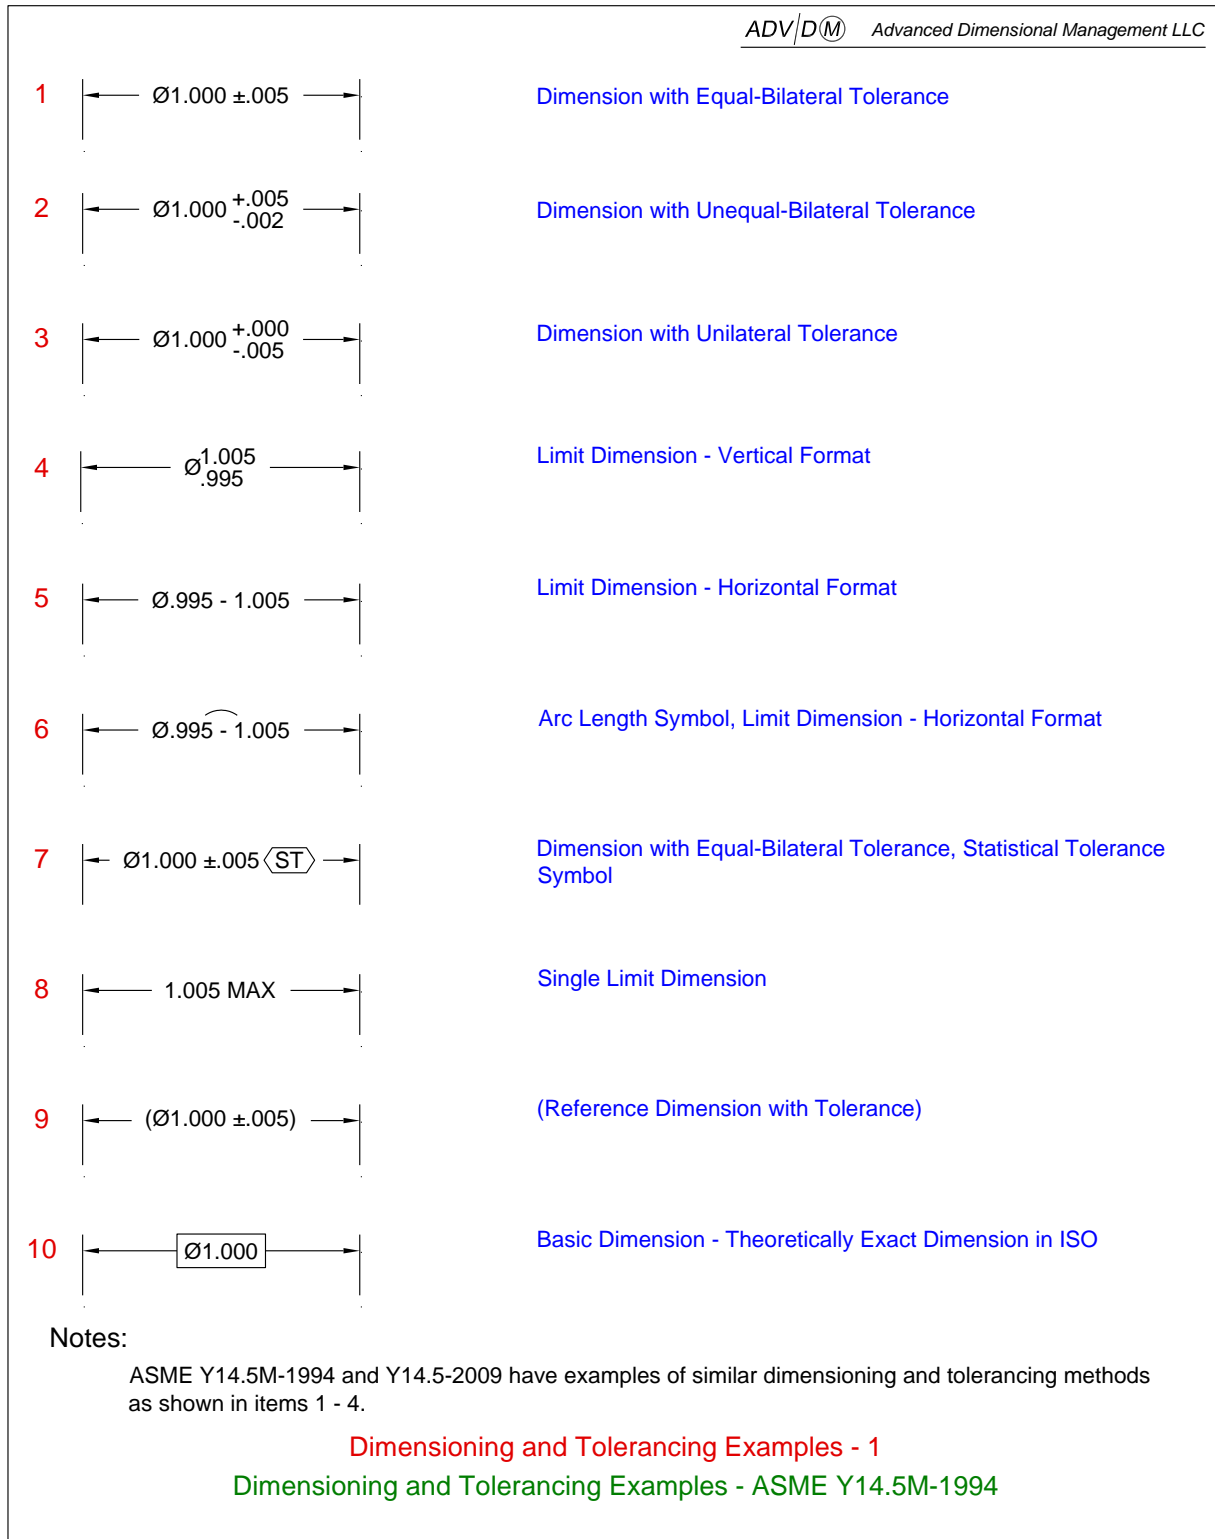 ADV/DⓂ Advanced Dimensional Management LLC
1 Ø1.000 ±.005 Dimension with Equal-Bilateral Tolerance
2 Ø1.000 +.005 Dimension with Unequal-Bilateral Tolerance
-.002
3 Ø1.000 +.000 Dimension with Unilateral Tolerance
-.005
4 Ø 1.005 Limit Dimension - Vertical Format
.995
5 Ø.995 - 1.005 Limit Dimension - Horizontal Format
6 Ø.995 - 1.005 Arc Length Symbol, Limit Dimension - Horizontal Format
7 Ø1.000 ±.005 ST Dimension with Equal-Bilateral Tolerance, Statistical Tolerance
Symbol
8 1.005 MAX Single Limit Dimension
9 (Ø1.000 ±.005) (Reference Dimension with Tolerance)
10 Ø1.000 Basic Dimension - Theoretically Exact Dimension in ISO
Notes:
ASME Y14.5M-1994 and Y14.5-2009 have examples of similar dimensioning and tolerancing methods
as shown in items 1 - 4.
Dimensioning and Tolerancing Examples - 1
Dimensioning and Tolerancing Examples - ASME Y14.5M-1994